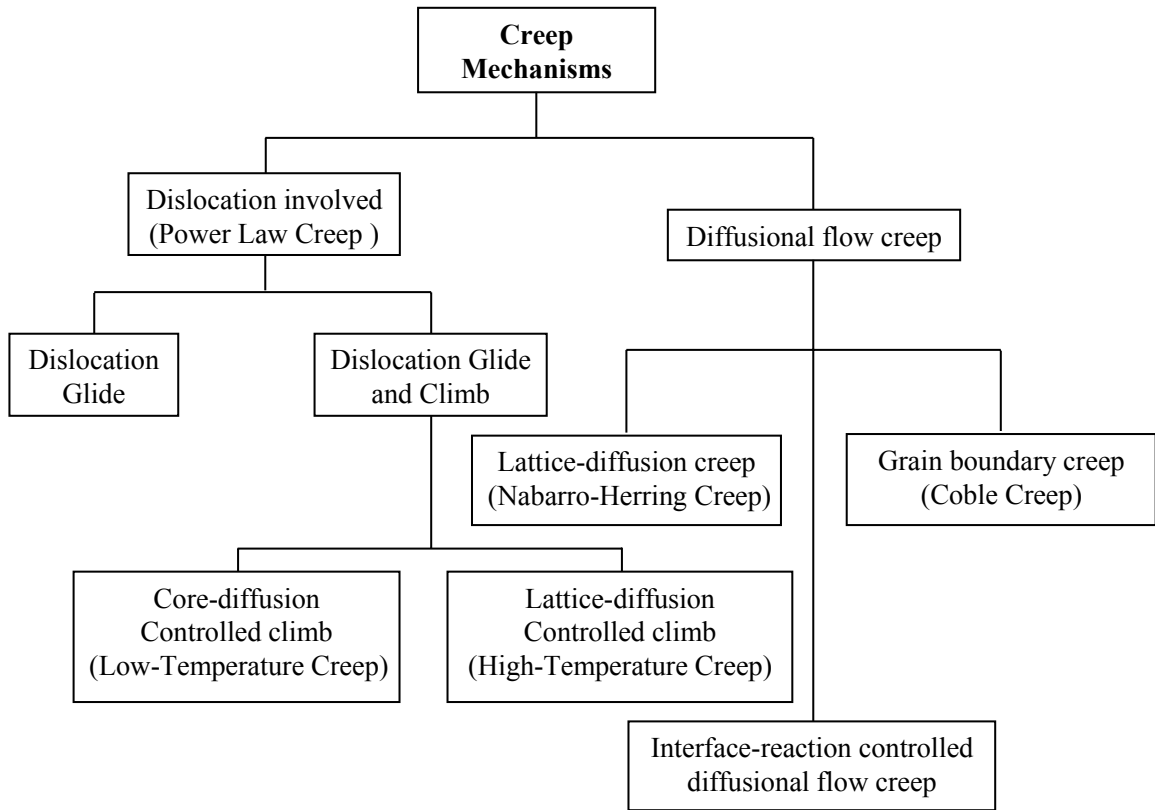 Creep
Mechanisms
Dislocation involved
(Power Law Creep )
Diffusional flow creep
Dislocation
Glide
Dislocation Glide
and Climb
Lattice-diffusion creep
(Nabarro-Herring Creep)
Grain boundary creep
(Coble Creep)
Core-diffusion
Controlled climb
(Low-Temperature Creep)
Lattice-diffusion
Controlled climb
(High-Temperature Creep)
Interface-reaction controlled
diffusional flow creep